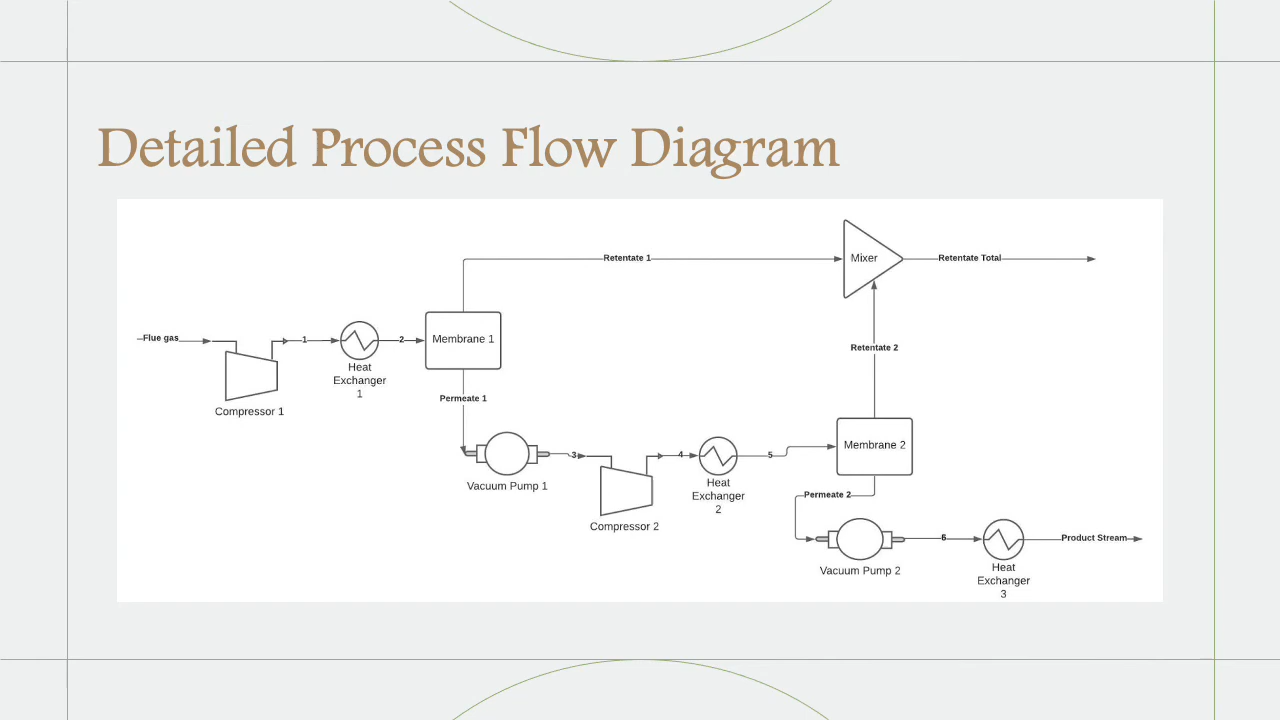 Detailed Process Flow Diagram
Retentate 1
Mixer
Retentate Total
Flue gas
1
2
Membrane 1
Heat
Exchanger
1
Compressor 1
Retentate 2
Permeate 1
3
4
5
Membrane 2
Vacuum Pump 1
Heat
Exchanger
2
Compressor 2
Permeate 2
6
Product Stream
Vacuum Pump 2
Heat
Exchanger
3